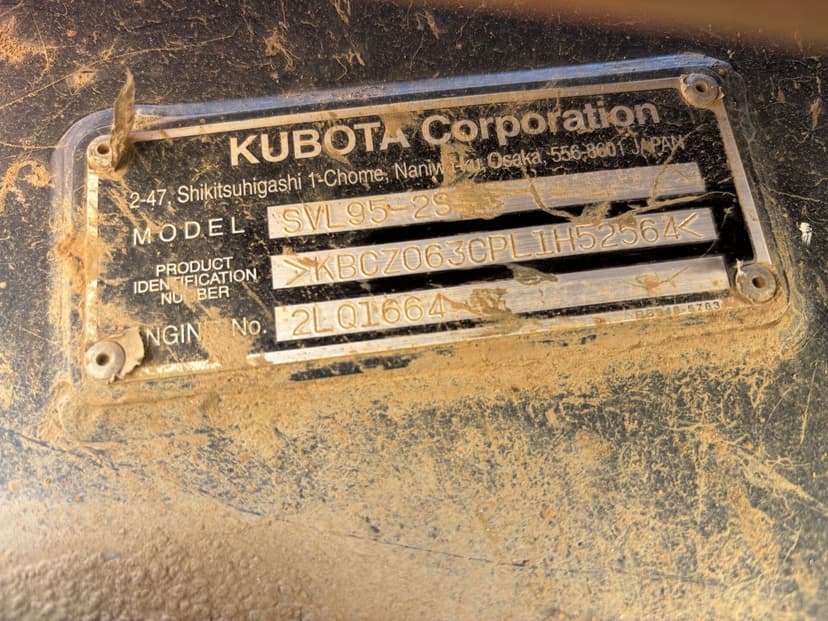 KUBOTA Corporation
2-47, Shikitsuhigashi 1-Chome, Naniwa-ku, Osaka, 556-8601 JAPAN
MODEL SVL95-2S
PRODUCT
IDENTIFICATION
NUMBER
>KBCZ063CPL1H52564<
ENGINE No. 2LQ1664